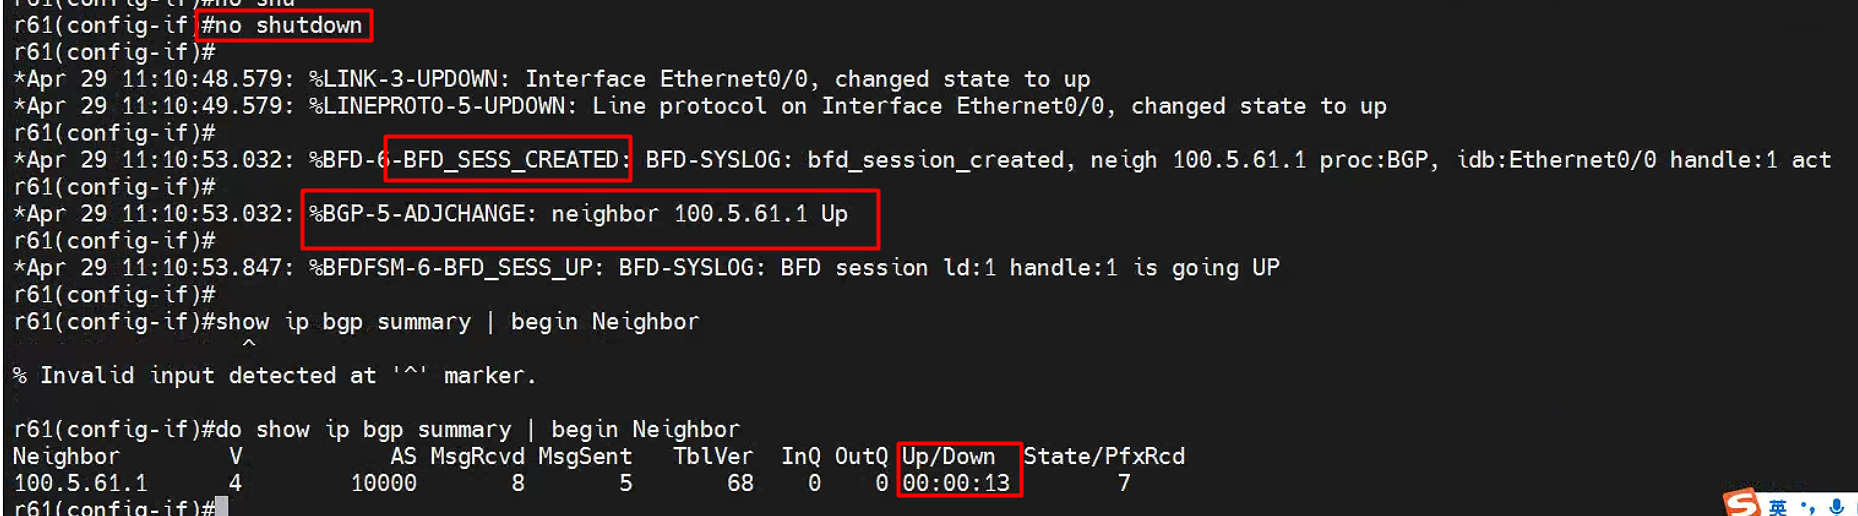 r61(config-if)#no shu
r61(config-if)#no shutdown
r61(config-if)#
*Apr 29 11:10:48.579: %LINK-3-UPDOWN: Interface Ethernet0/0, changed state to up
*Apr 29 11:10:49.579: %LINEPROTO-5-UPDOWN: Line protocol on Interface Ethernet0/0, changed state to up
r61(config-if)#
*Apr 29 11:10:53.032: %BFD-6-BFD_SESS_CREATED: BFD-SYSLOG: bfd_session_created, neigh 100.5.61.1 proc:BGP, idb:Ethernet0/0 handle:1 act
r61(config-if)#
*Apr 29 11:10:53.032: %BGP-5-ADJCHANGE: neighbor 100.5.61.1 Up
r61(config-if)#
*Apr 29 11:10:53.847: %BFDFSM-6-BFD_SESS_UP: BFD-SYSLOG: BFD session ld:1 handle:1 is going UP
r61(config-if)#
r61(config-if)#show ip bgp summary | begin Neighbor
^
% Invalid input detected at '^' marker.
r61(config-if)#do show ip bgp summary | begin Neighbor
Neighbor V AS MsgRcvd MsgSent TblVer InQ OutQ Up/Down State/PfxRcd
100.5.61.1 4 10000 8 5 68 0 0 00:00:13 7
r61(config-if)#
S 英